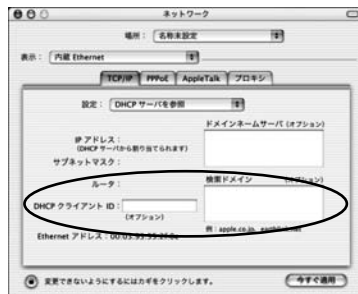 ネットワーク
場所： 名称未設定
表示： 内蔵 Ethernet
TCP/IP PPPoE AppleTalk プロキシ
設定： DHCP サーバを参照
ドメインネームサーバ (オプション)
IP アドレス：
(DHCP サーバから割り当てられます)
サブネットマスク：
ルータ：
検索ドメイン (オプション)
DHCP クライアント ID：
(オプション)
Ethernet アドレス：
例：apple.co.jp,
変更できないようにするにはカギをクリックします。
今すぐ適用